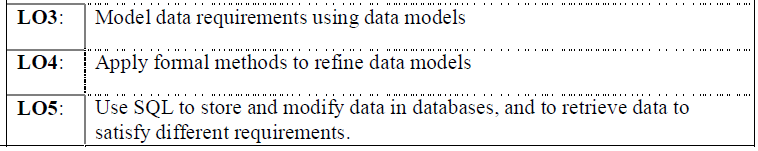 LO3: Model data requirements using data models
LO4: Apply formal methods to refine data models
LO5: Use SQL to store and modify data in databases, and to retrieve data to
satisfy different requirements.